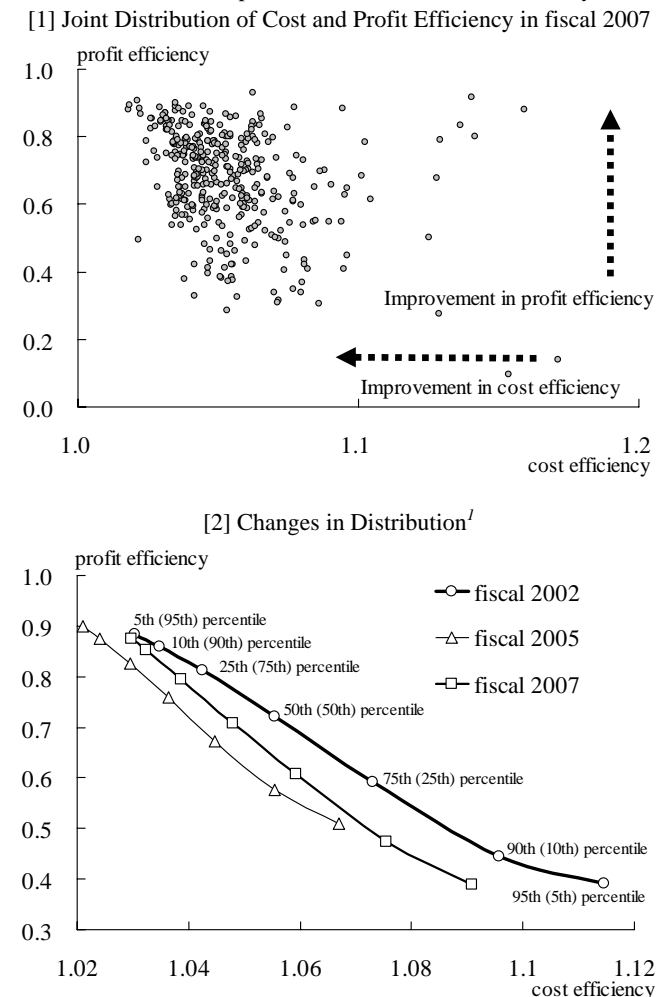 [1] Joint Distribution of Cost and Profit Efficiency in fiscal 2007
profit efficiency
1.0
0.8
0.6
0.4
0.2
0.0
Improvement in profit efficiency
Improvement in cost efficiency
1.0
1.1
1.2
cost efficiency
[2] Changes in Distribution1
profit efficiency
1.0
0.9
0.8
0.7
0.6
0.5
0.4
0.3
fiscal 2002
fiscal 2005
fiscal 2007
5th (95th) percentile
10th (90th) percentile
25th (75th) percentile
50th (50th) percentile
75th (25th) percentile
90th (10th) percentile
95th (5th) percentile
1.02
1.04
1.06
1.08
1.1
1.12
cost efficiency